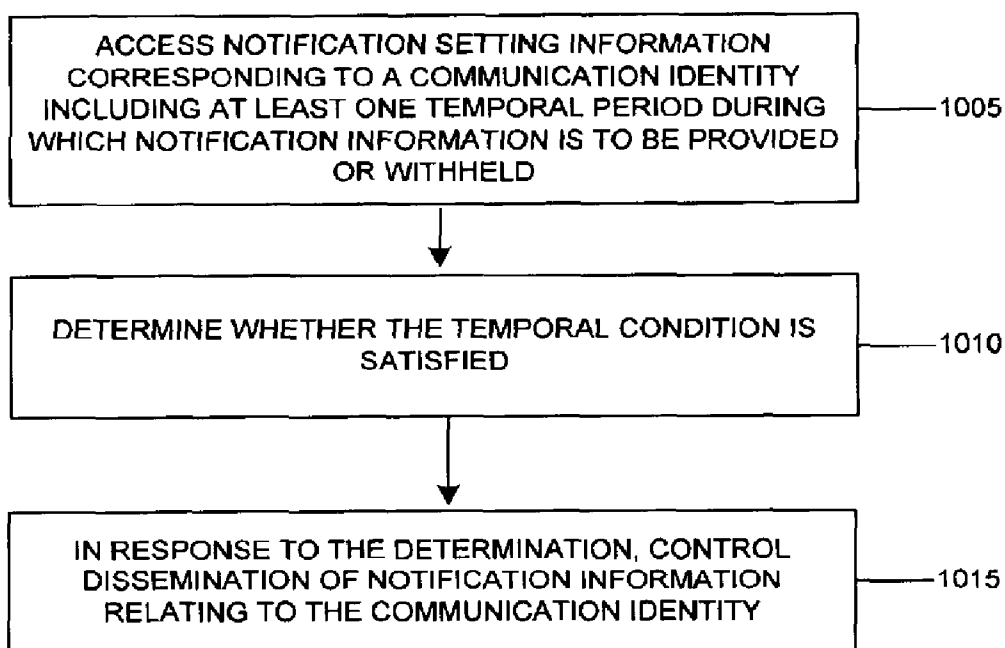 ACCESS NOTIFICATION SETTING INFORMATION
CORRESPONDING TO A COMMUNICATION IDENTITY
INCLUDING AT LEAST ONE TEMPORAL PERIOD DURING
WHICH NOTIFICATION INFORMATION IS TO BE PROVIDED
OR WITHHELD
1005
DETERMINE WHETHER THE TEMPORAL CONDITION IS
SATISFIED
1010
IN RESPONSE TO THE DETERMINATION, CONTROL
DISSEMINATION OF NOTIFICATION INFORMATION
RELATING TO THE COMMUNICATION IDENTITY
1015